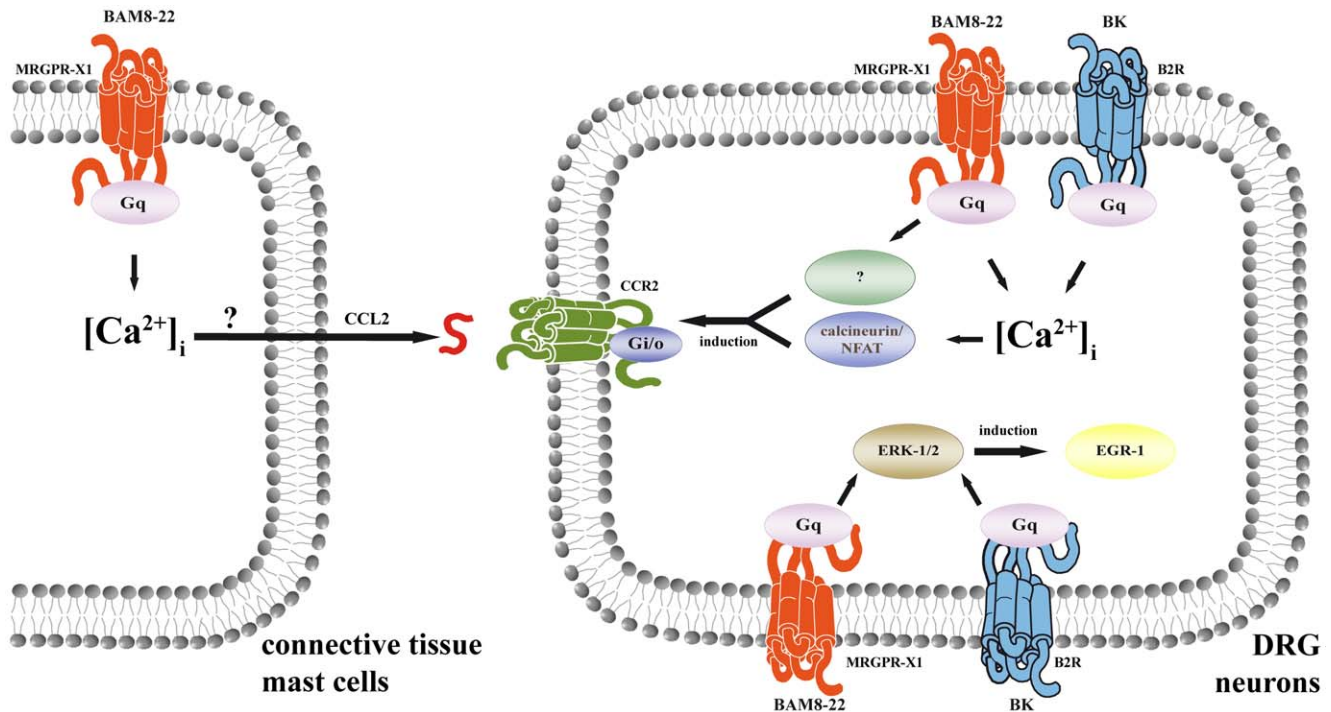 BAM8-22
MRGPR-X1
Gq
[Ca²⁺]ᵢ
?
CCL2
connective tissue
mast cells
BAM8-22
BK
MRGPR-X1
B2R
Gq
Gq
?
CCR2
Gi/o
induction
calcineurin/
NFAT
[Ca²⁺]ᵢ
ERK-1/2
induction
EGR-1
Gq
Gq
MRGPR-X1
B2R
BAM8-22
BK
DRG
neurons